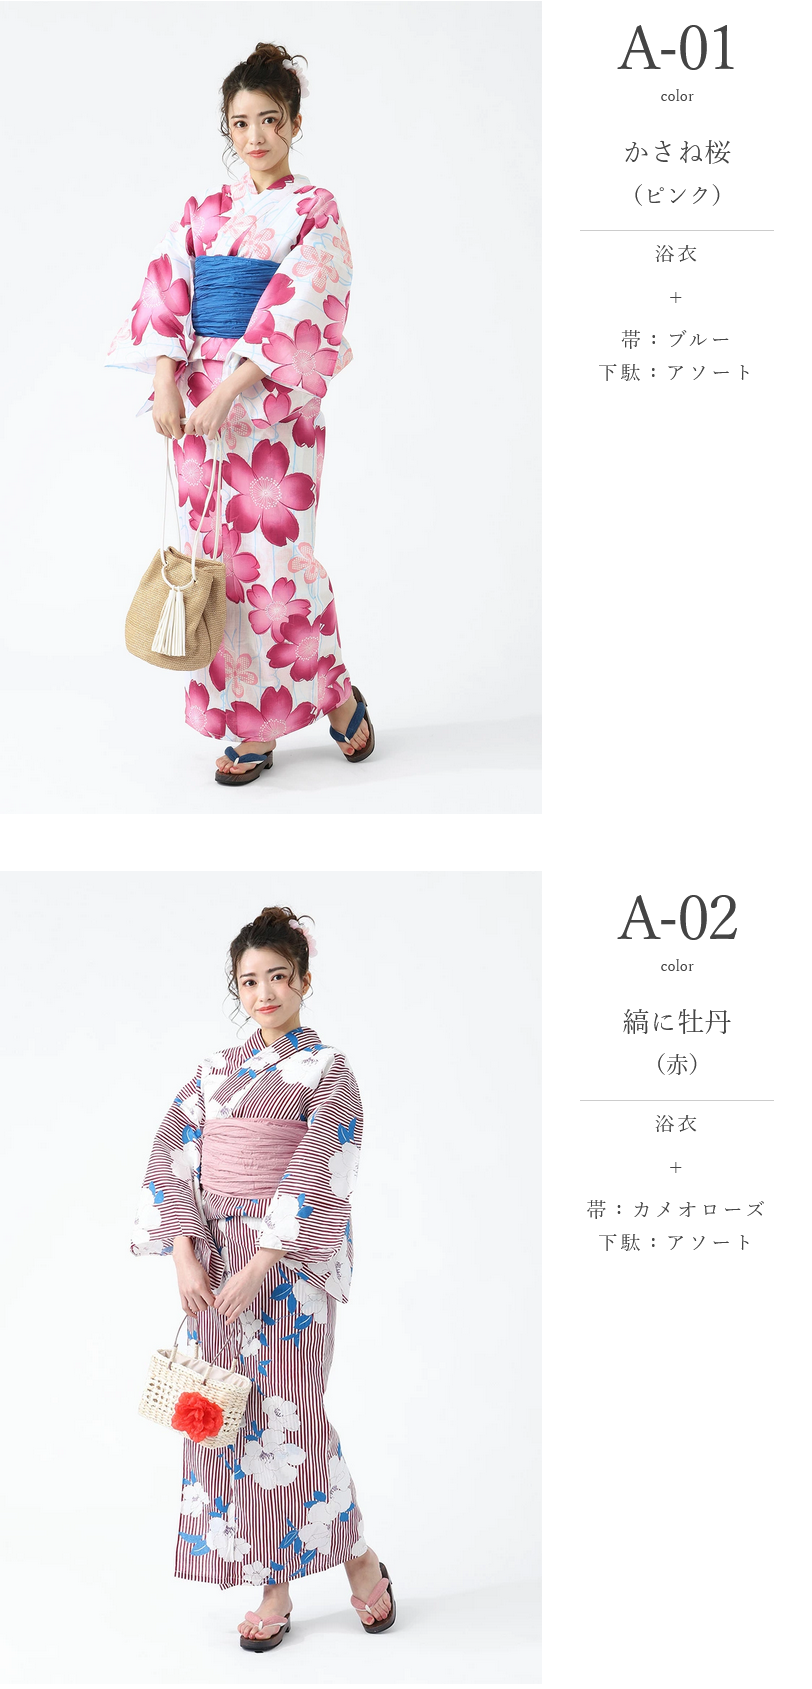 A-01
color
かさね桜
（ピンク）
浴衣
+
帯：ブルー
下駄：アソート
A-02
color
縞に牡丹
（赤）
浴衣
+
帯：カメオローズ
下駄：アソート